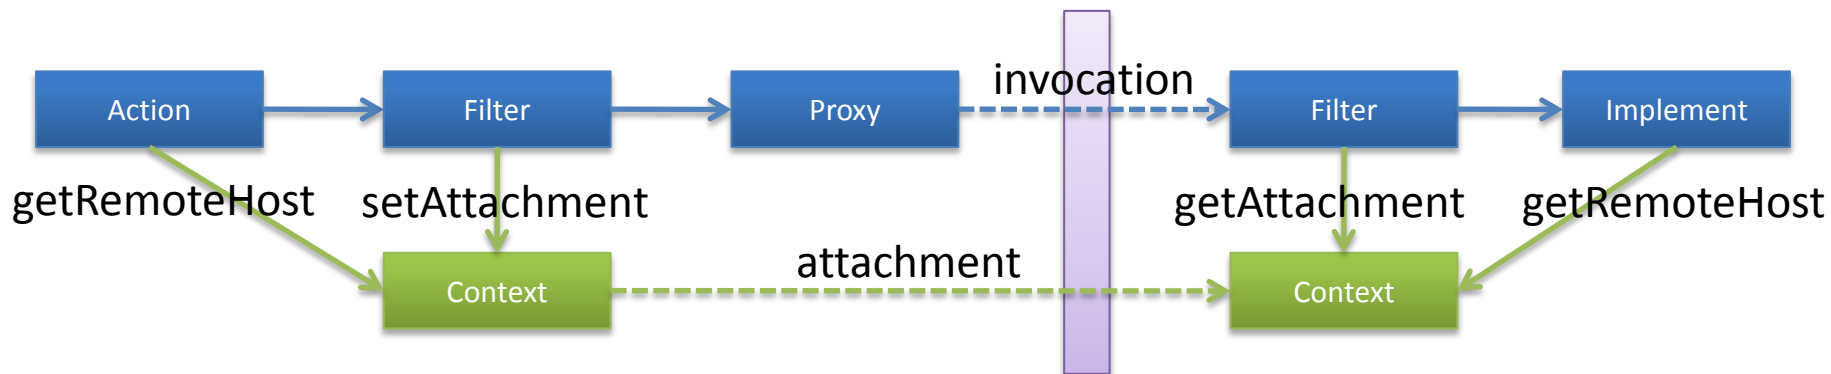 invocation
Action
Filter
Proxy
Filter
Implement
getRemoteHost
setAttachment
getAttachment
getRemoteHost
attachment
Context
Context